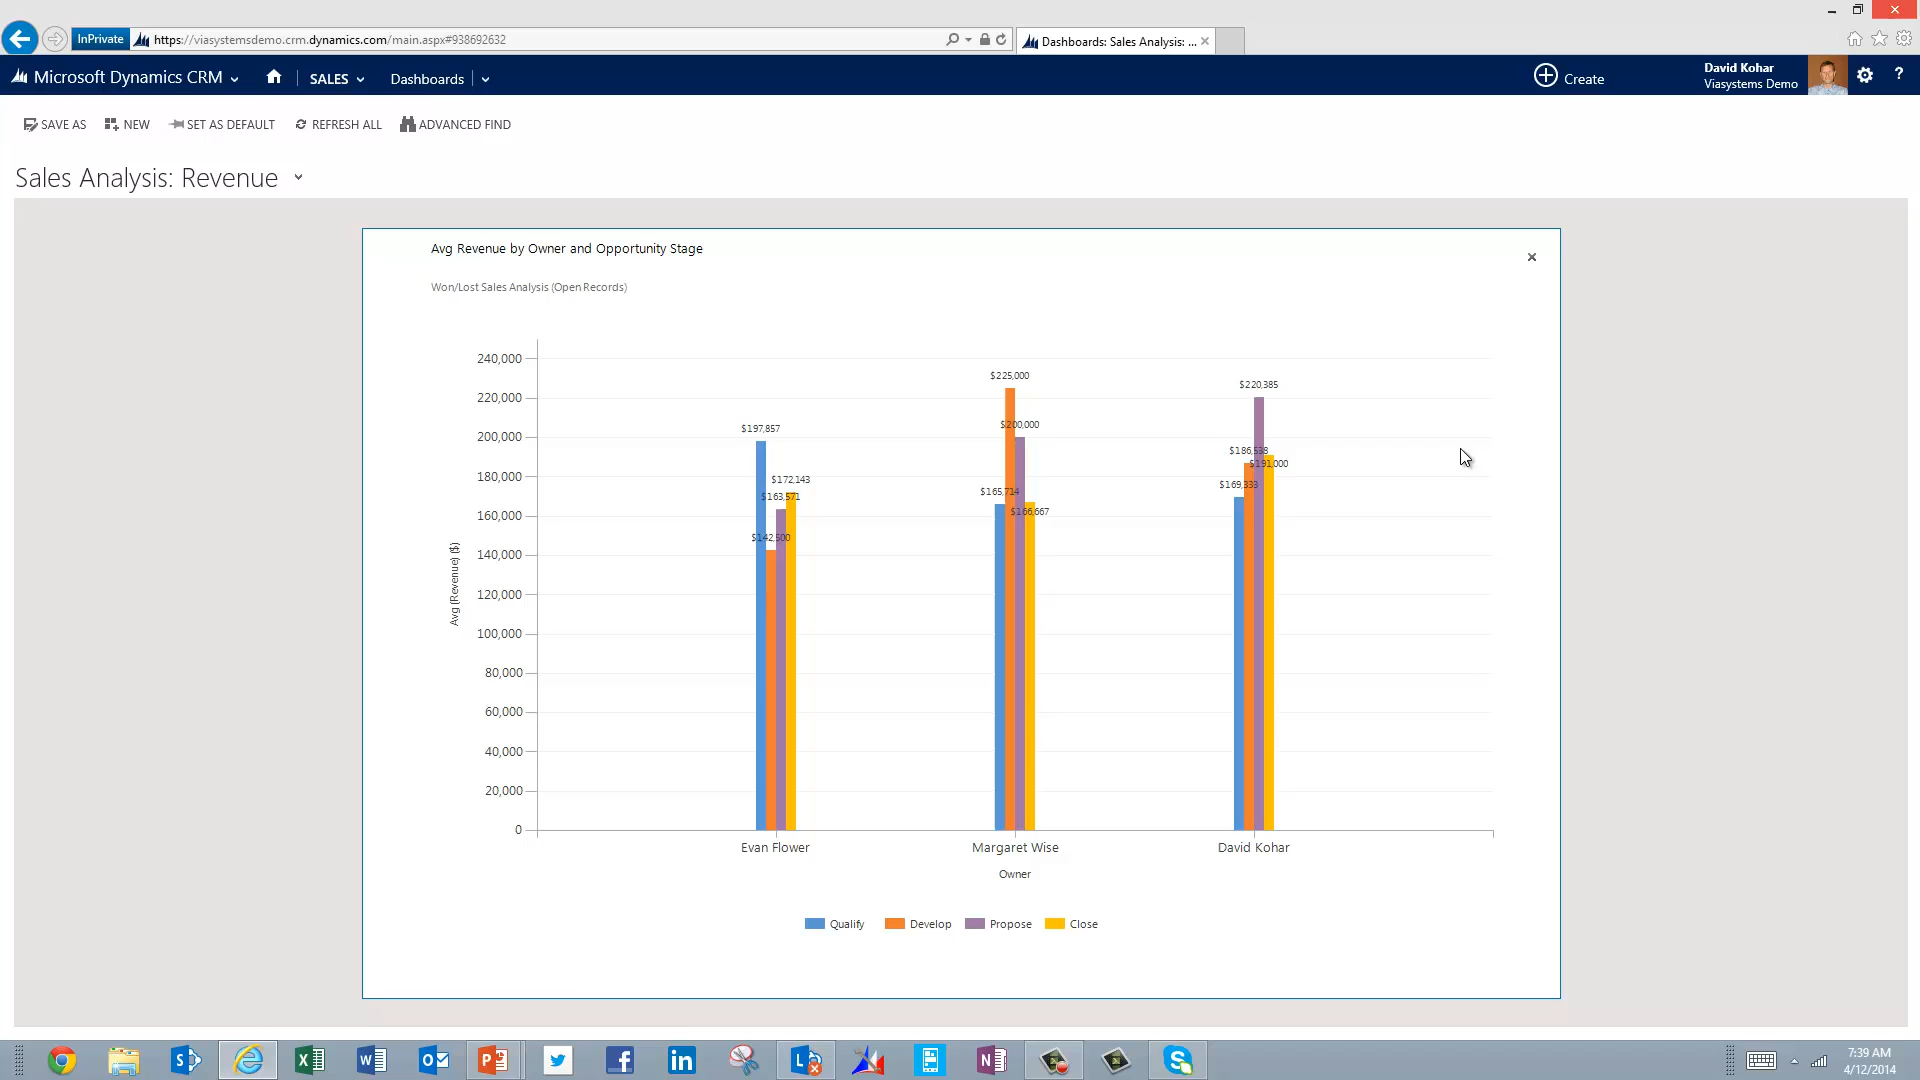 InPrivate
https://viasystemsdemo.crm.dynamics.com/main.aspx#938692632
Dashboards: Sales Analysis: ...
Microsoft Dynamics CRM
SALES
Dashboards
Create
David Kohar
Viasystems Demo
?
SAVE AS
NEW
SET AS DEFAULT
REFRESH ALL
ADVANCED FIND
Sales Analysis: Revenue
Avg Revenue by Owner and Opportunity Stage
Won/Lost Sales Analysis (Open Records)
Avg (Revenue) ($)
240,000
220,000
200,000
180,000
160,000
140,000
120,000
100,000
80,000
60,000
40,000
20,000
0
$197,857
$142,500
$163,571
$172,143
$165,714
$225,000
$200,000
$166,667
$169,333
$186,538
$220,385
$191,000
Evan Flower
Margaret Wise
David Kohar
Owner
Qualify
Develop
Propose
Close
7:39 AM
4/12/2014